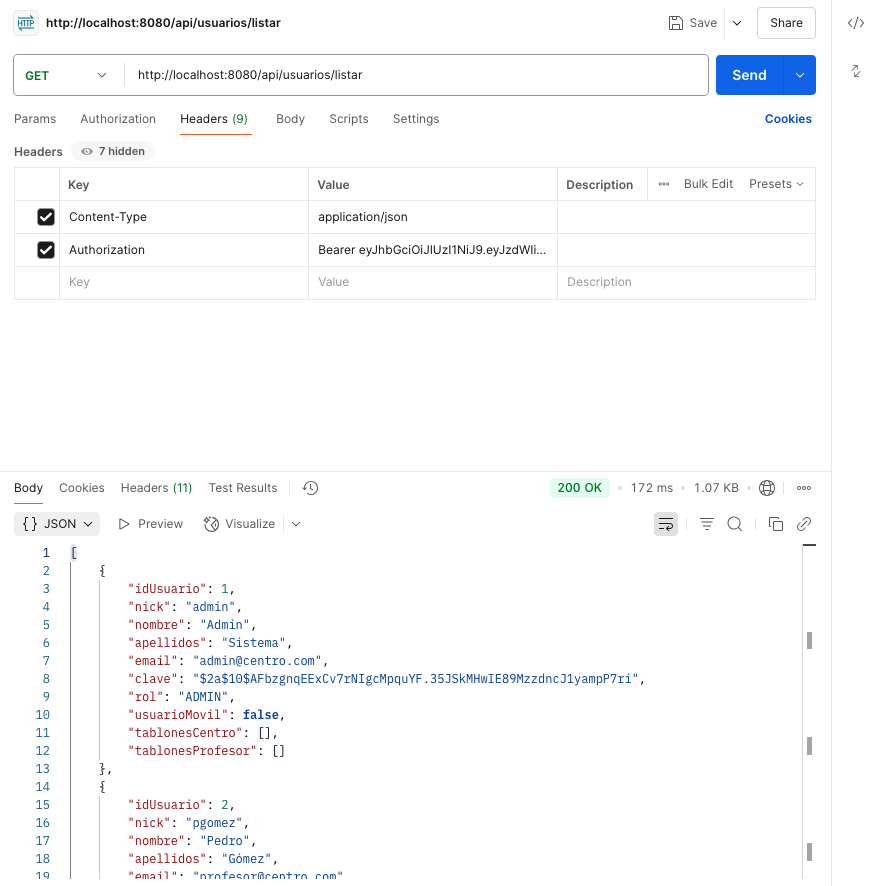 HTTP http://localhost:8080/api/usuarios/listar Save Share
GET http://localhost:8080/api/usuarios/listar Send
Params Authorization Headers (9) Body Scripts Settings Cookies
Headers 7 hidden
Key Value Description Bulk Edit Presets
Content-Type application/json
Authorization Bearer eyJhbGciOiJIUzI1NiJ9.eyJzdWIi...
Key Value Description
Body Cookies Headers (11) Test Results 200 OK • 172 ms • 1.07 KB •
{} JSON Preview Visualize
1 [
2 {
3 "idUsuario": 1,
4 "nick": "admin",
5 "nombre": "Admin",
6 "apellidos": "Sistema",
7 "email": "admin@centro.com",
8 "clave": "$2a$10$AFbzgnqEExCv7rNIgcMpquYF.35JSkMHwIE89MzzdncJ1yampP7ri",
9 "rol": "ADMIN",
10 "usuarioMovil": false,
11 "tablonesCentro": [],
12 "tablonesProfesor": []
13 },
14 {
15 "idUsuario": 2,
16 "nick": "pgomez",
17 "nombre": "Pedro",
18 "apellidos": "Gómez",
19 "email": "profesor@centro.com"